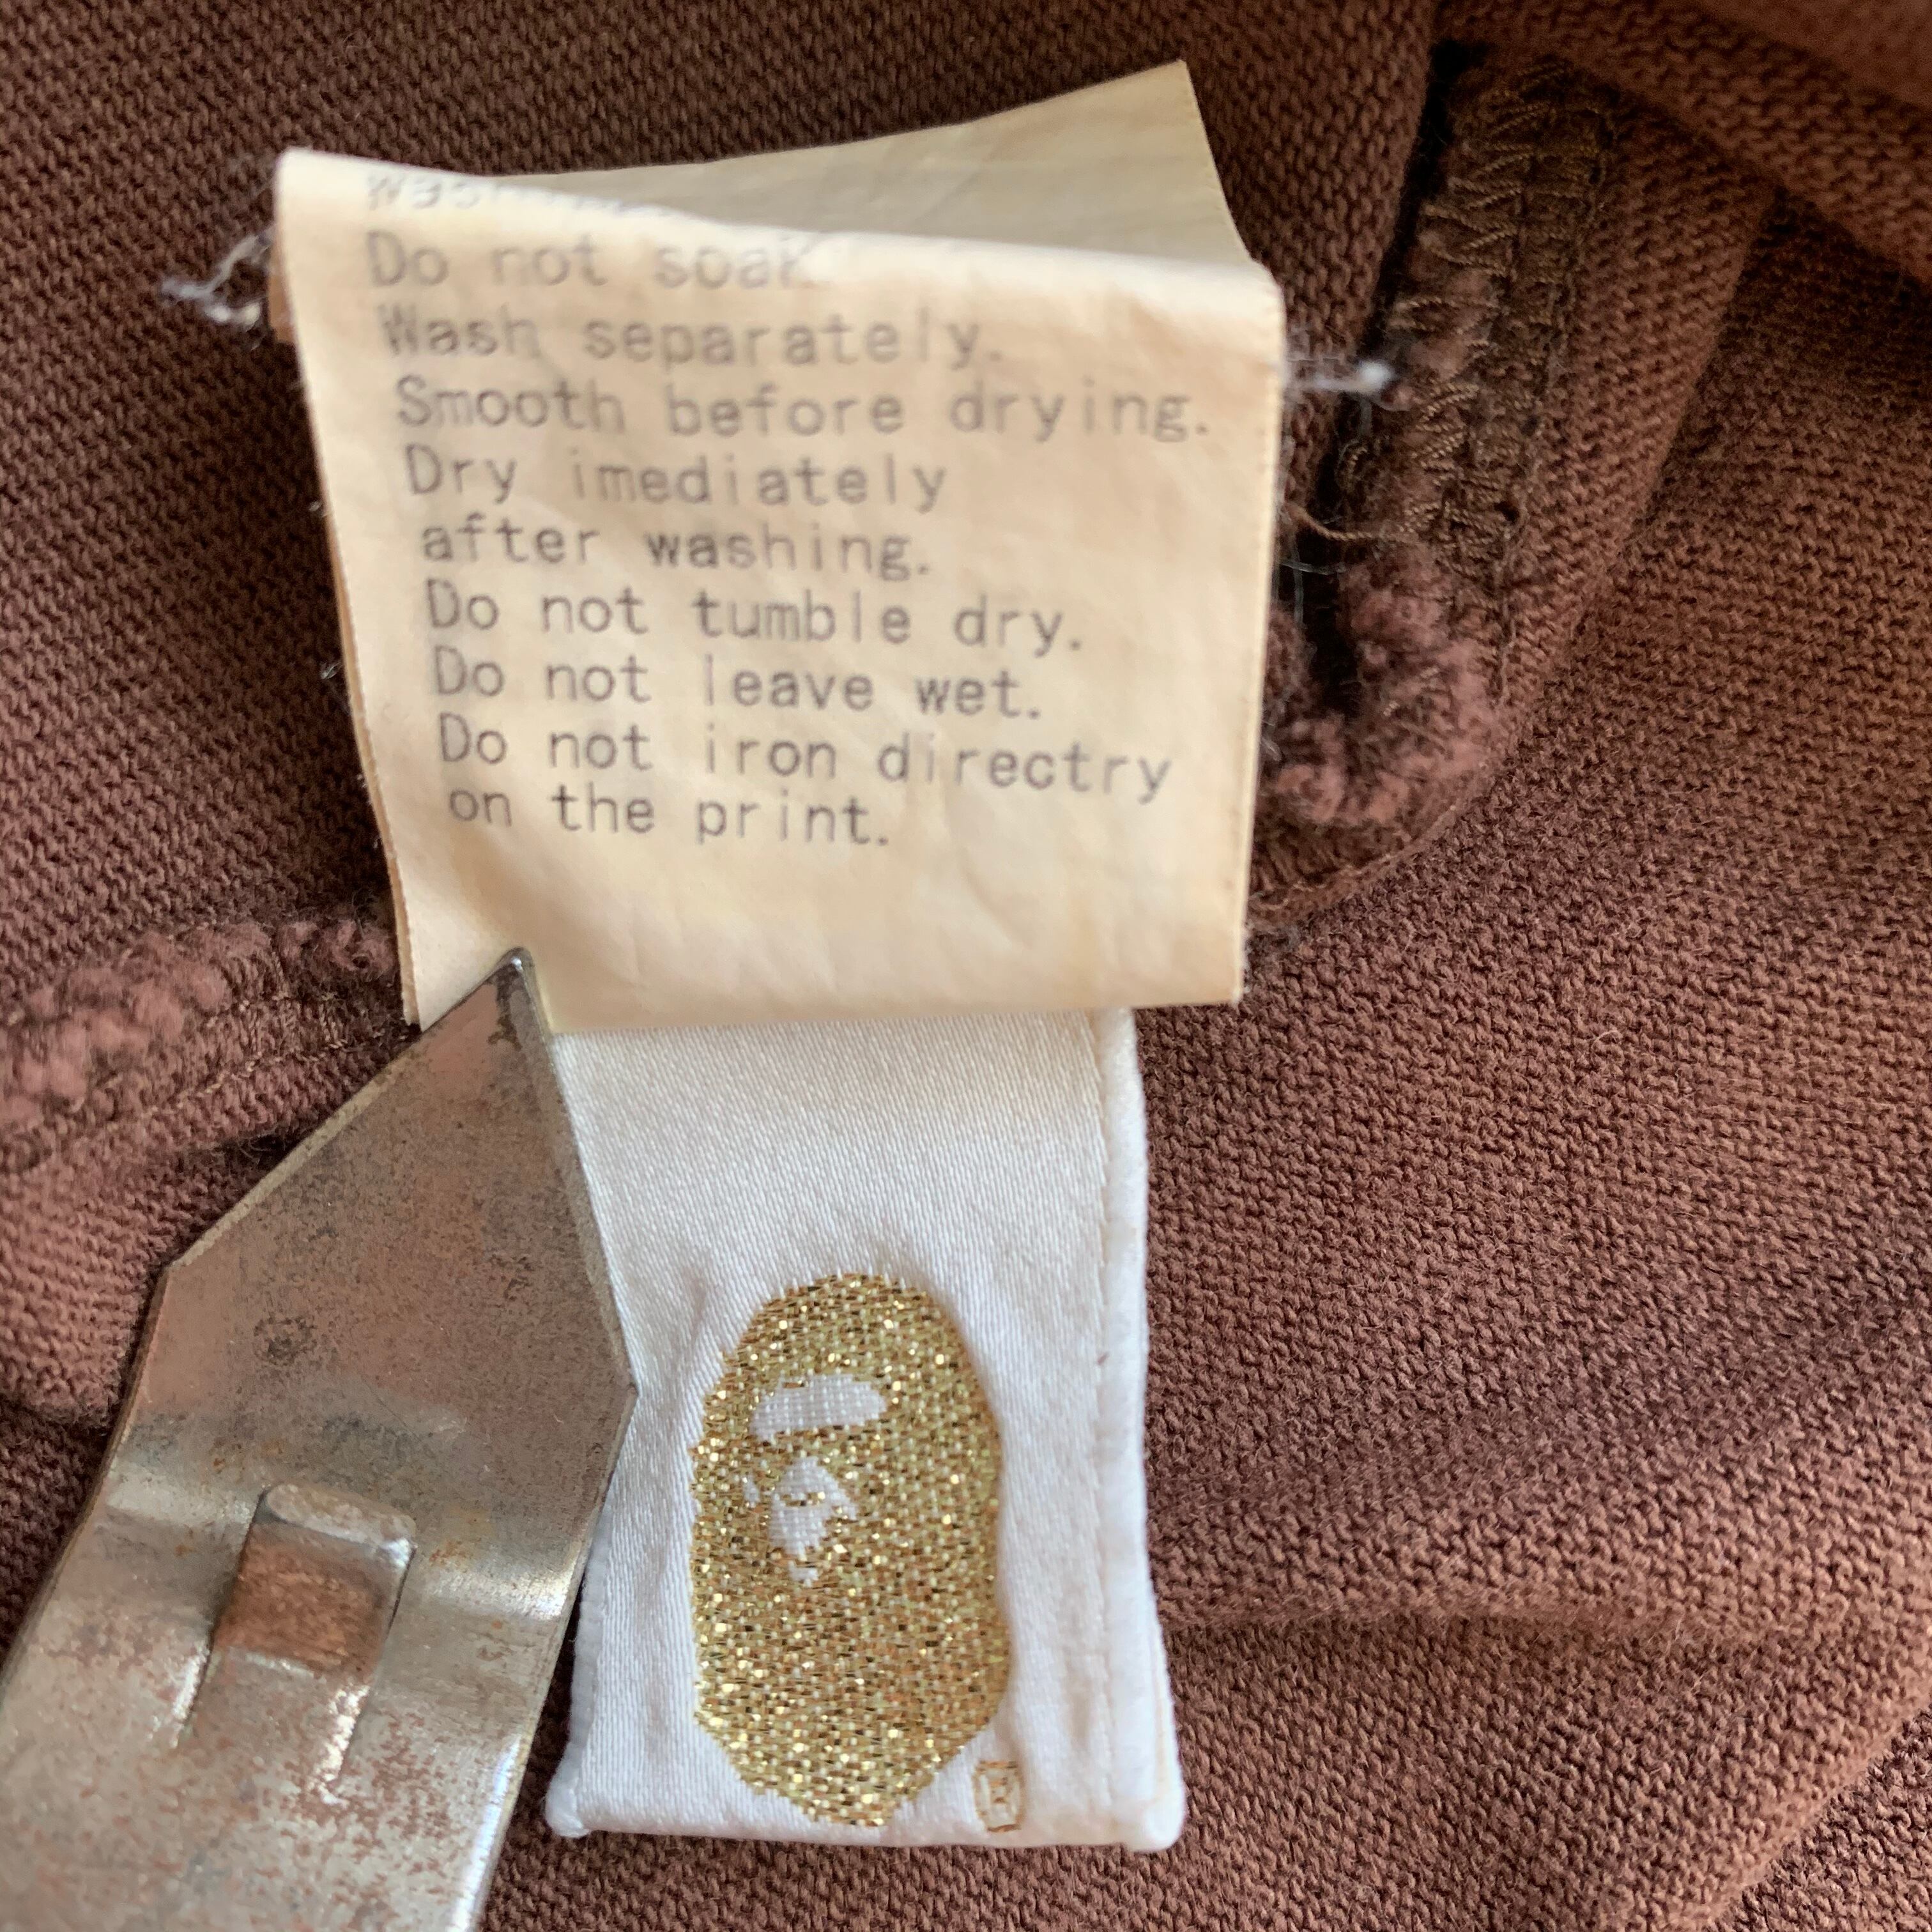 Do not soak
Wash separately.
Smooth before drying.
Dry imediately
after washing.
Do not tumble dry.
Do not leave wet.
Do not iron directry
on the print.